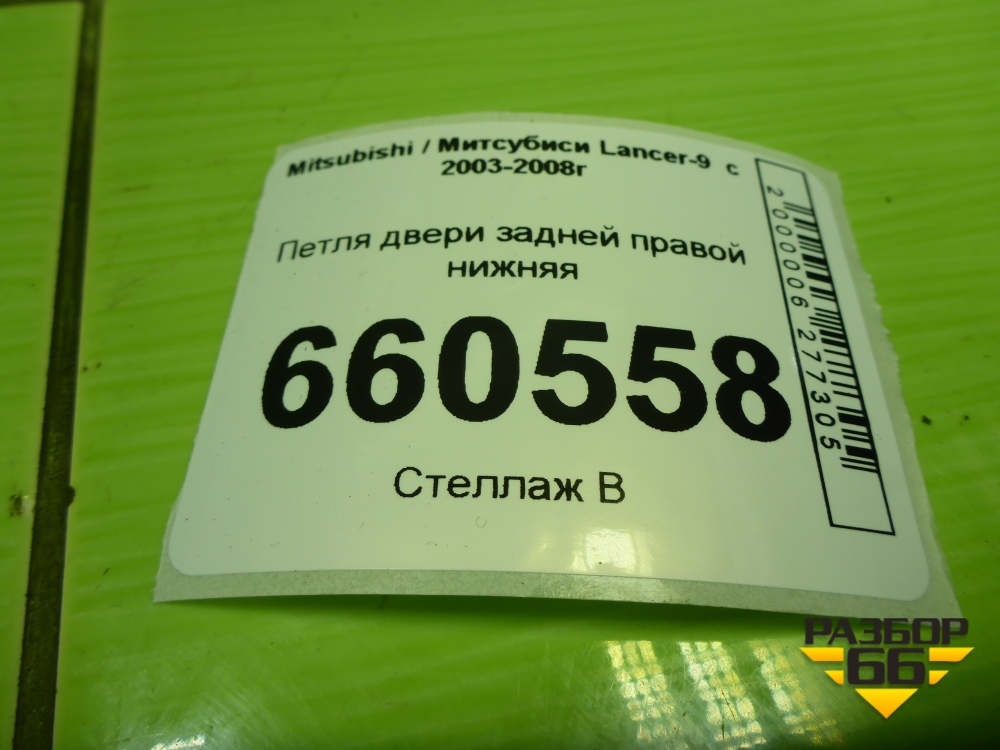 Mitsubishi / Митсубиси Lancer-9 с
2003-2008г
Петля двери задней правой
нижняя
660558
Стеллаж В
2000006277305
РАЗБОР
66